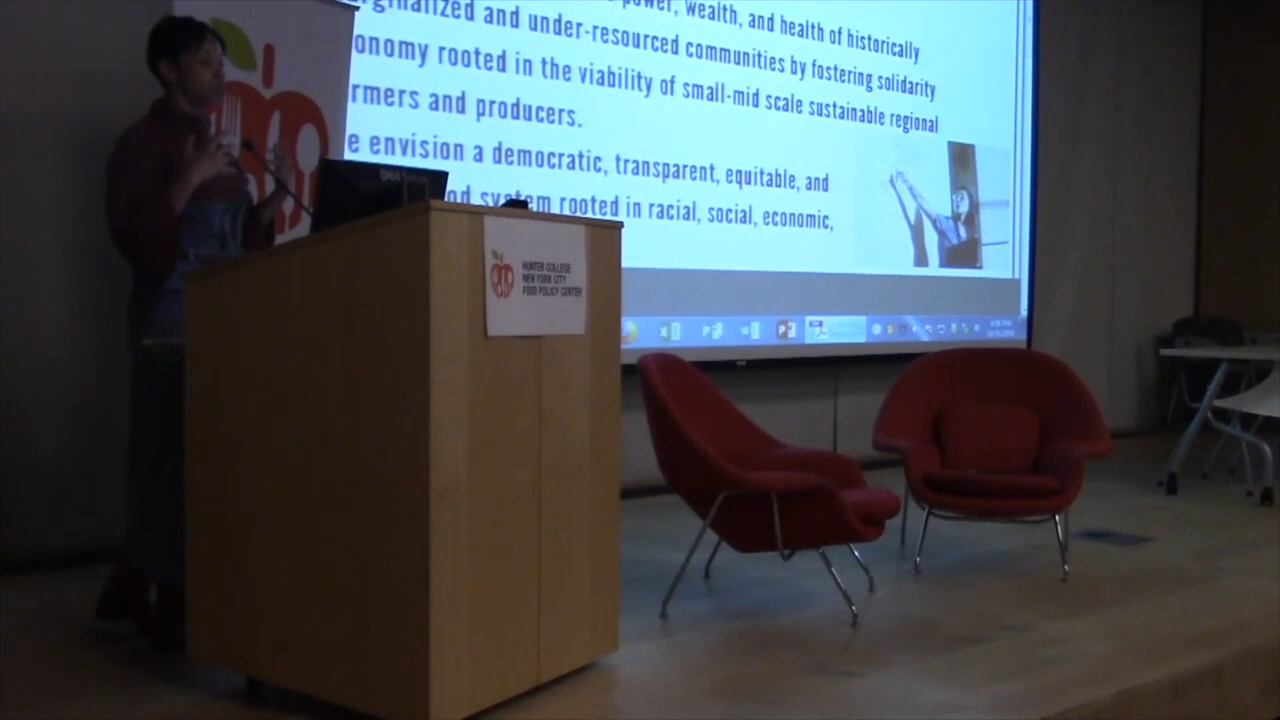 power, wealth, and health of historically
rginalized and under-resourced communities by fostering solidarity
onomy rooted in the viability of small-mid scale sustainable regional
rmers and producers.
e envision a democratic, transparent, equitable, and
od system rooted in racial, social, economic,
HUNTER COLLEGE
NEW YORK CITY
FOOD POLICY CENTER